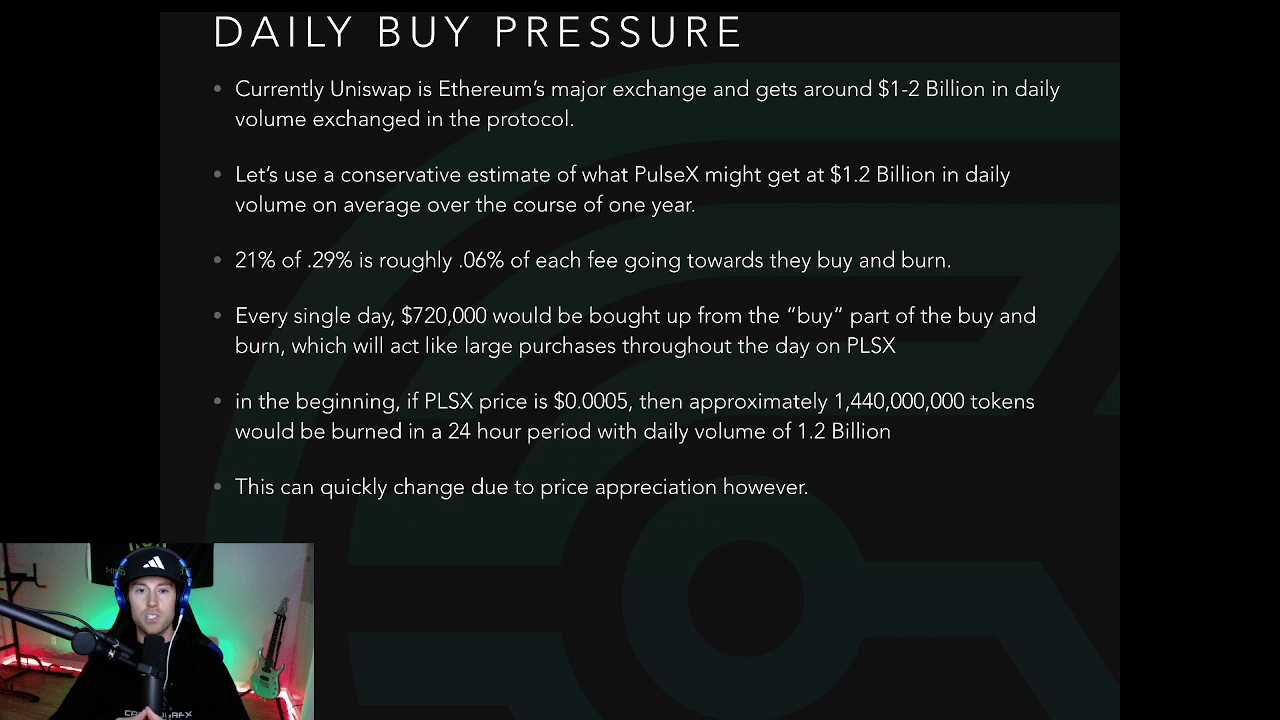 DAILY BUY PRESSURE
• Currently Uniswap is Ethereum’s major exchange and gets around $1-2 Billion in daily
volume exchanged in the protocol.
• Let’s use a conservative estimate of what PulseX might get at $1.2 Billion in daily
volume on average over the course of one year.
• 21% of .29% is roughly .06% of each fee going towards they buy and burn.
• Every single day, $720,000 would be bought up from the “buy” part of the buy and
burn, which will act like large purchases throughout the day on PLSX
• in the beginning, if PLSX price is $0.0005, then approximately 1,440,000,000 tokens
would be burned in a 24 hour period with daily volume of 1.2 Billion
• This can quickly change due to price appreciation however.